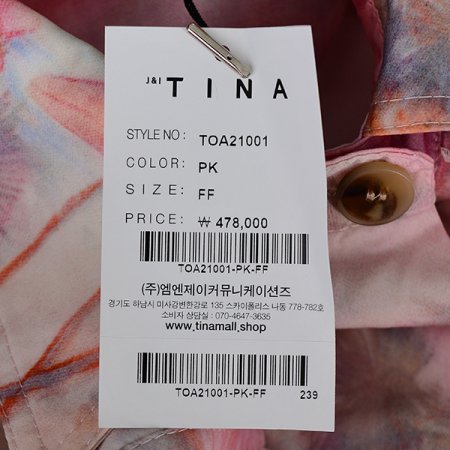 J&I TINA
STYLE NO : TOA21001
COLOR: PK
SIZE: FF
PRICE: ₩ 478,000
TOA21001-PK-FF
(주)엠엔제이커뮤니케이션즈
경기도 하남시 미사강변한강로 135 스카이폴리스 나동 778-782호
소비자 상담실 : 070-4647-3635
www.tinamall.shop
TOA21001-PK-FF 239